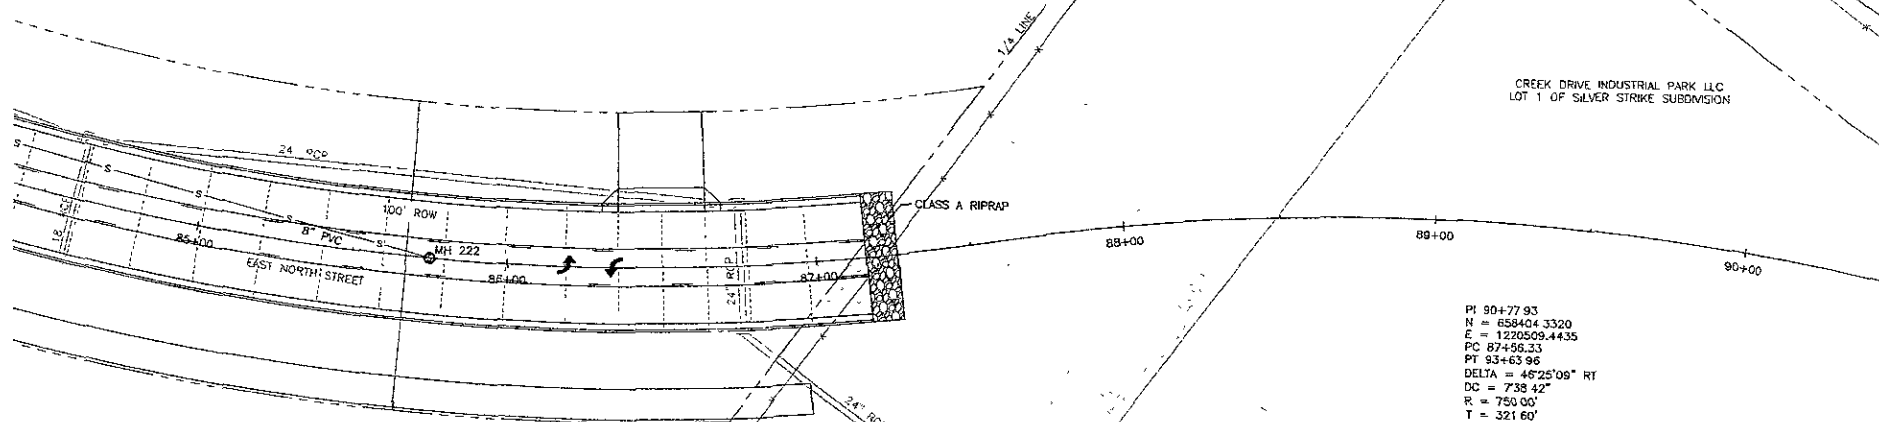 1/4 LINE
CREEK DRIVE INDUSTRIAL PARK LLC
LOT 1 OF SILVER STRIKE SUBDIVISION
S
S
S
S
S
24" RCP
100' ROW
CLASS A RIPRAP
8" PVC
MH 222
85+00
86+00
87+00
88+00
89+00
90+00
EAST NORTH STREET
24" RCP
PI 90+77 93
N = 658404 3320
E = 1220509.4435
PC 87+56.33
PT 93+63 96
DELTA = 46°25'09" RT
DC = 7°38 42"
R = 750 00'
T = 321 60'
24"